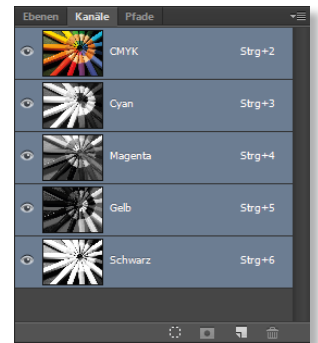 Ebenen Kanäle Pfade
CMYK Strg+2
Cyan Strg+3
Magenta Strg+4
Gelb Strg+5
Schwarz Strg+6